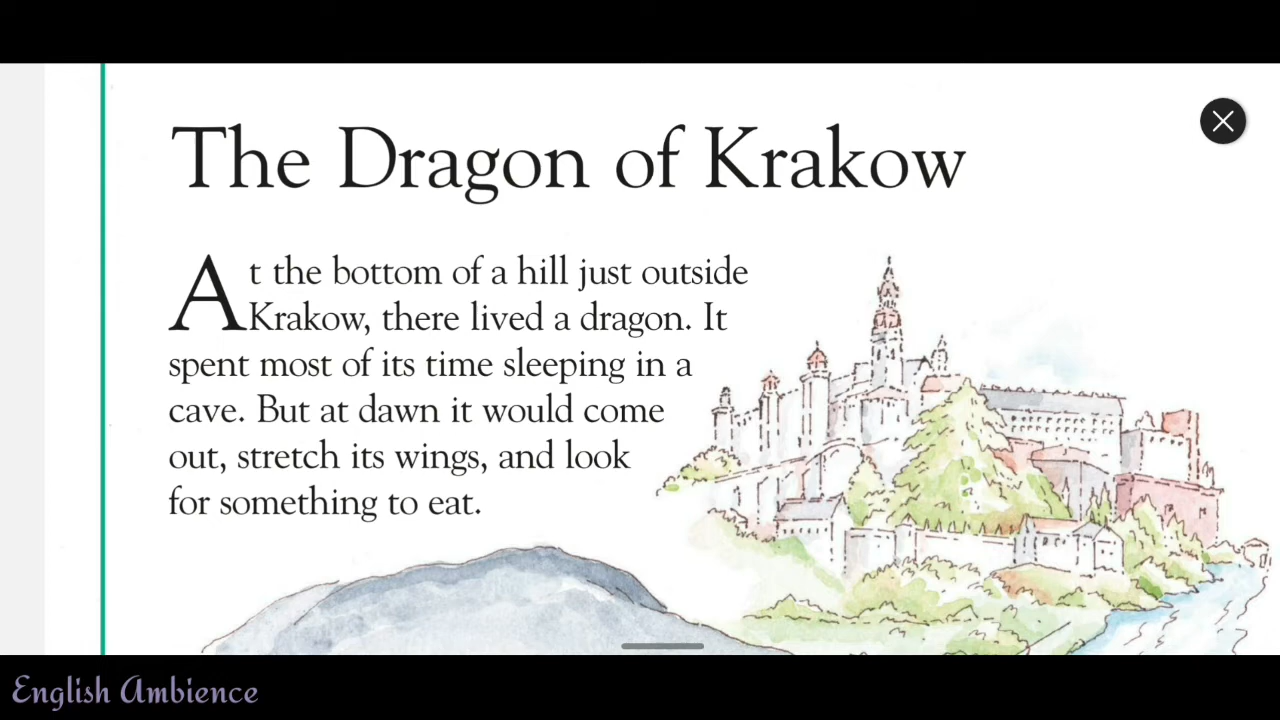 The Dragon of Krakow
At the bottom of a hill just outside
Krakow, there lived a dragon. It
spent most of its time sleeping in a
cave. But at dawn it would come
out, stretch its wings, and look
for something to eat.
English Ambience